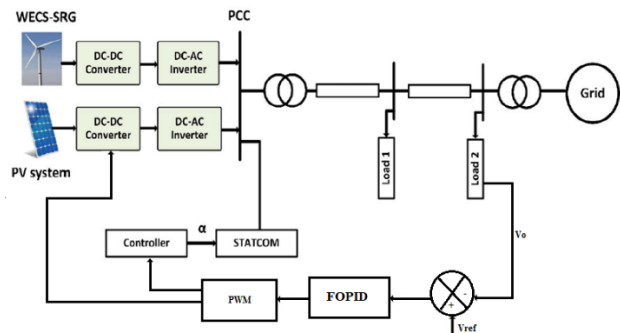 WECS-SRG
PCC
DC-DC
Converter
DC-AC
Inverter
DC-DC
Converter
DC-AC
Inverter
PV system
Grid
Load 1
Load 2
Controller
α
STATCOM
Vo
PWM
FOPID
-
+
Vref